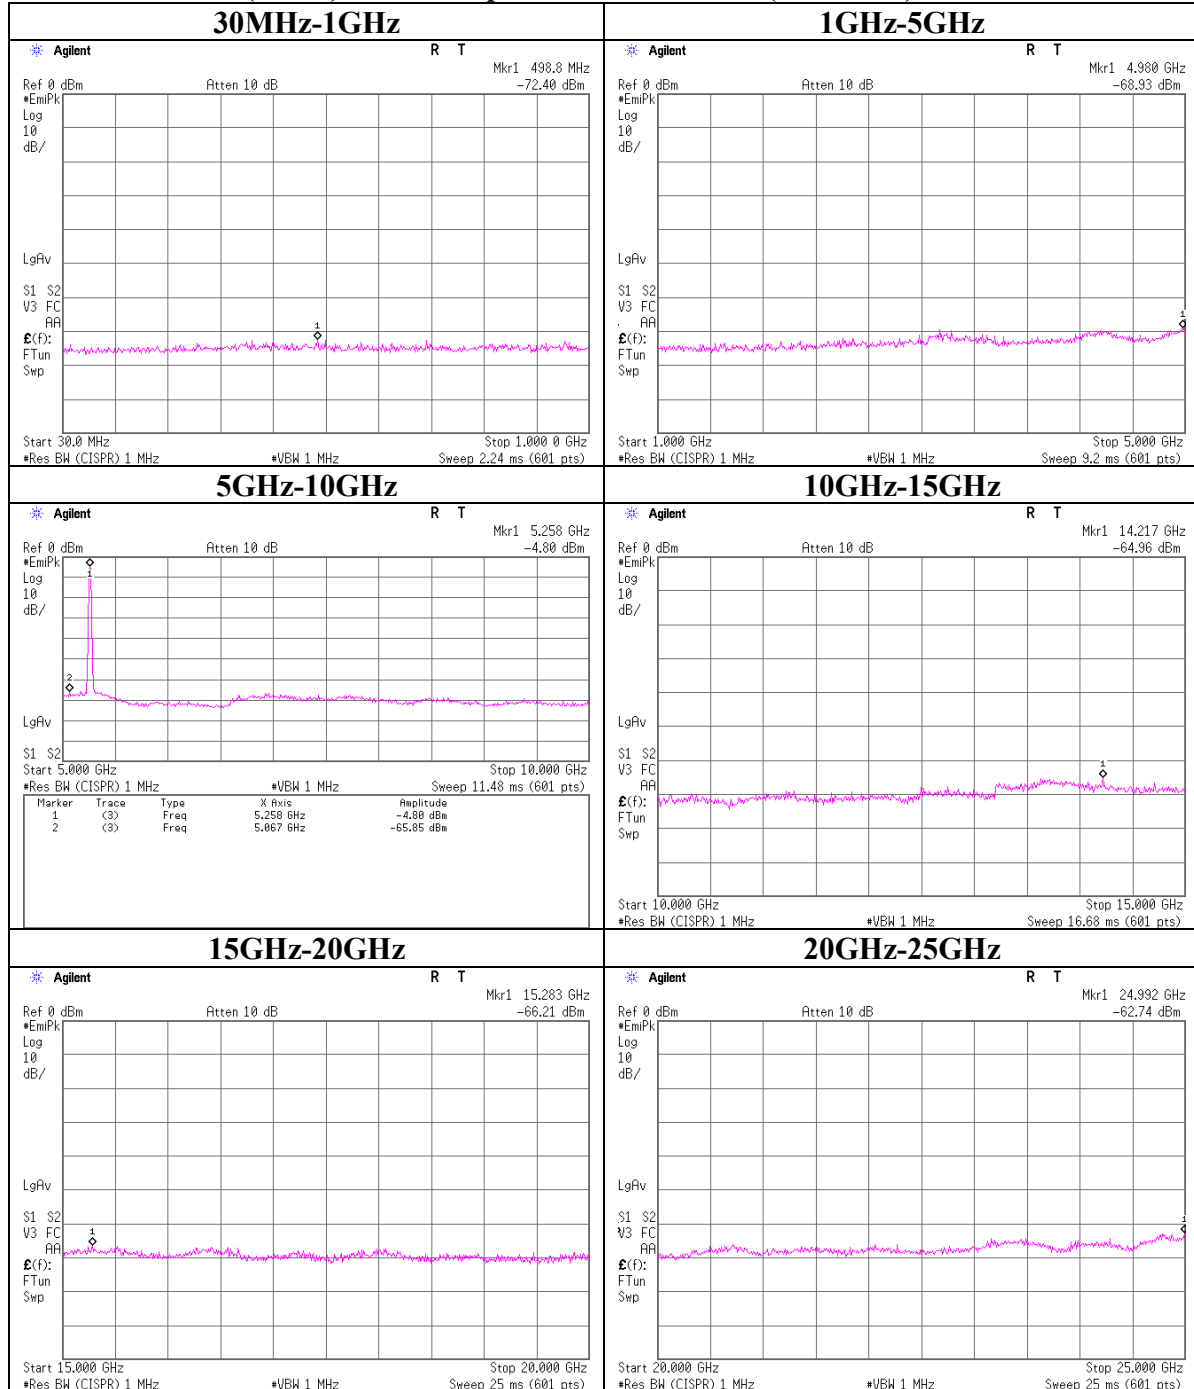 30MHz-1GHz
Agilent R T
Mkr1 498.8 MHz
Ref 0 dBm Atten 10 dB -72.40 dBm
#EmiPk
Log
10
dB/
LgAv
S1 S2
V3 FC
AA
£(f):
FTun
Swp
1
Start 30.0 MHz Stop 1.000 0 GHz
#Res BW (CISPR) 1 MHz #VBW 1 MHz Sweep 2.24 ms (601 pts)
1GHz-5GHz
Agilent R T
Mkr1 4.980 GHz
Ref 0 dBm Atten 10 dB -68.93 dBm
#EmiPk
Log
10
dB/
LgAv
S1 S2
V3 FC
AA
£(f):
FTun
Swp
1
Start 1.000 GHz Stop 5.000 GHz
#Res BW (CISPR) 1 MHz #VBW 1 MHz Sweep 9.2 ms (601 pts)
5GHz-10GHz
Agilent R T
Mkr1 5.258 GHz
Ref 0 dBm Atten 10 dB -4.80 dBm
#EmiPk
Log
10
dB/
1
2
LgAv
S1 S2
Start 5.000 GHz Stop 10.000 GHz
#Res BW (CISPR) 1 MHz #VBW 1 MHz Sweep 11.48 ms (601 pts)
Marker Trace Type X Axis Amplitude
1 (3) Freq 5.258 GHz -4.80 dBm
2 (3) Freq 5.067 GHz -65.85 dBm
10GHz-15GHz
Agilent R T
Mkr1 14.217 GHz
Ref 0 dBm Atten 10 dB -64.96 dBm
#EmiPk
Log
10
dB/
LgAv
S1 S2
V3 FC
AA
£(f):
FTun
Swp
1
Start 10.000 GHz Stop 15.000 GHz
#Res BW (CISPR) 1 MHz #VBW 1 MHz Sweep 16.68 ms (601 pts)
15GHz-20GHz
Agilent R T
Mkr1 15.283 GHz
Ref 0 dBm Atten 10 dB -66.21 dBm
#EmiPk
Log
10
dB/
LgAv
S1 S2
V3 FC
AA
£(f):
FTun
Swp
1
Start 15.000 GHz Stop 20.000 GHz
#Res BW (CISPR) 1 MHz #VBW 1 MHz Sweep 25 ms (601 pts)
20GHz-25GHz
Agilent R T
Mkr1 24.992 GHz
Ref 0 dBm Atten 10 dB -62.74 dBm
#EmiPk
Log
10
dB/
LgAv
S1 S2
V3 FC
AA
£(f):
FTun
Swp
1
Start 20.000 GHz Stop 25.000 GHz
#Res BW (CISPR) 1 MHz #VBW 1 MHz Sweep 25 ms (601 pts)